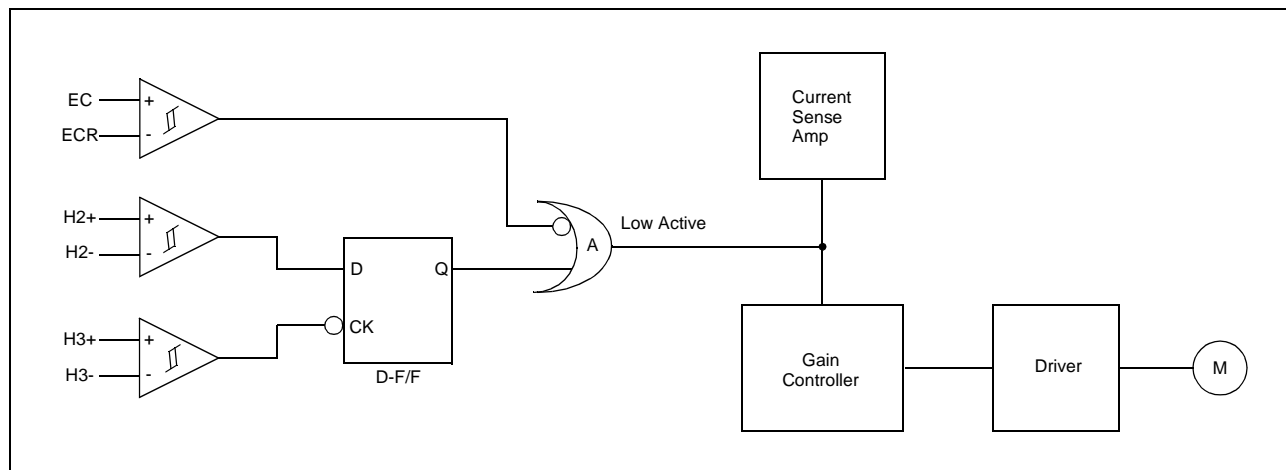 EC
+
ECR
-
H2+
+
H2-
-
H3+
+
H3-
-
D
Q
CK
D-F/F
A
Low Active
Current
Sense
Amp
Gain
Controller
Driver
M